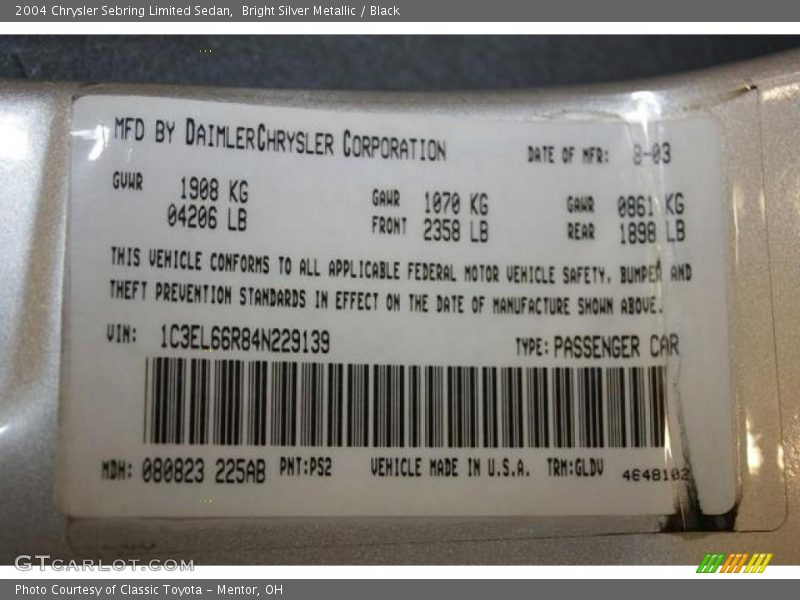 2004 Chrysler Sebring Limited Sedan,  Bright Silver Metallic / Black
MFD BY DAIMLERCHRYSLER CORPORATION DATE OF MFR: 8-03
GVWR 1908 KG GAWR 1070 KG GAWR 0861 KG
04206 LB FRONT 2358 LB REAR 1898 LB
THIS VEHICLE CONFORMS TO ALL APPLICABLE FEDERAL MOTOR VEHICLE SAFETY, BUMPER AND
THEFT PREVENTION STANDARDS IN EFFECT ON THE DATE OF MANUFACTURE SHOWN ABOVE.
VIN: 1C3EL66R84N229139 TYPE: PASSENGER CAR
MDH: 080823 225AB PNT:PS2 VEHICLE MADE IN U.S.A. TRM:GLDV 4648102
GTCARLOT.COM
Photo Courtesy of Classic Toyota - Mentor, OH